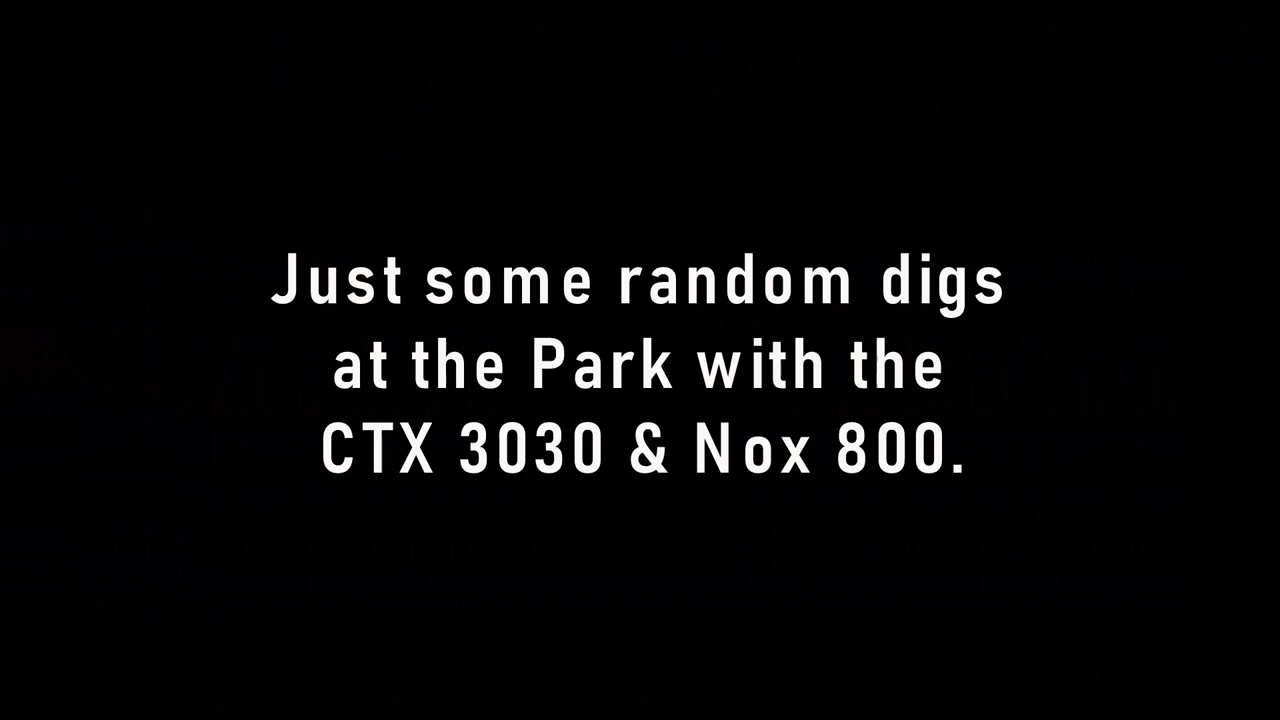 Just some random digs
at the Park with the
CTX 3030 & Nox 800.